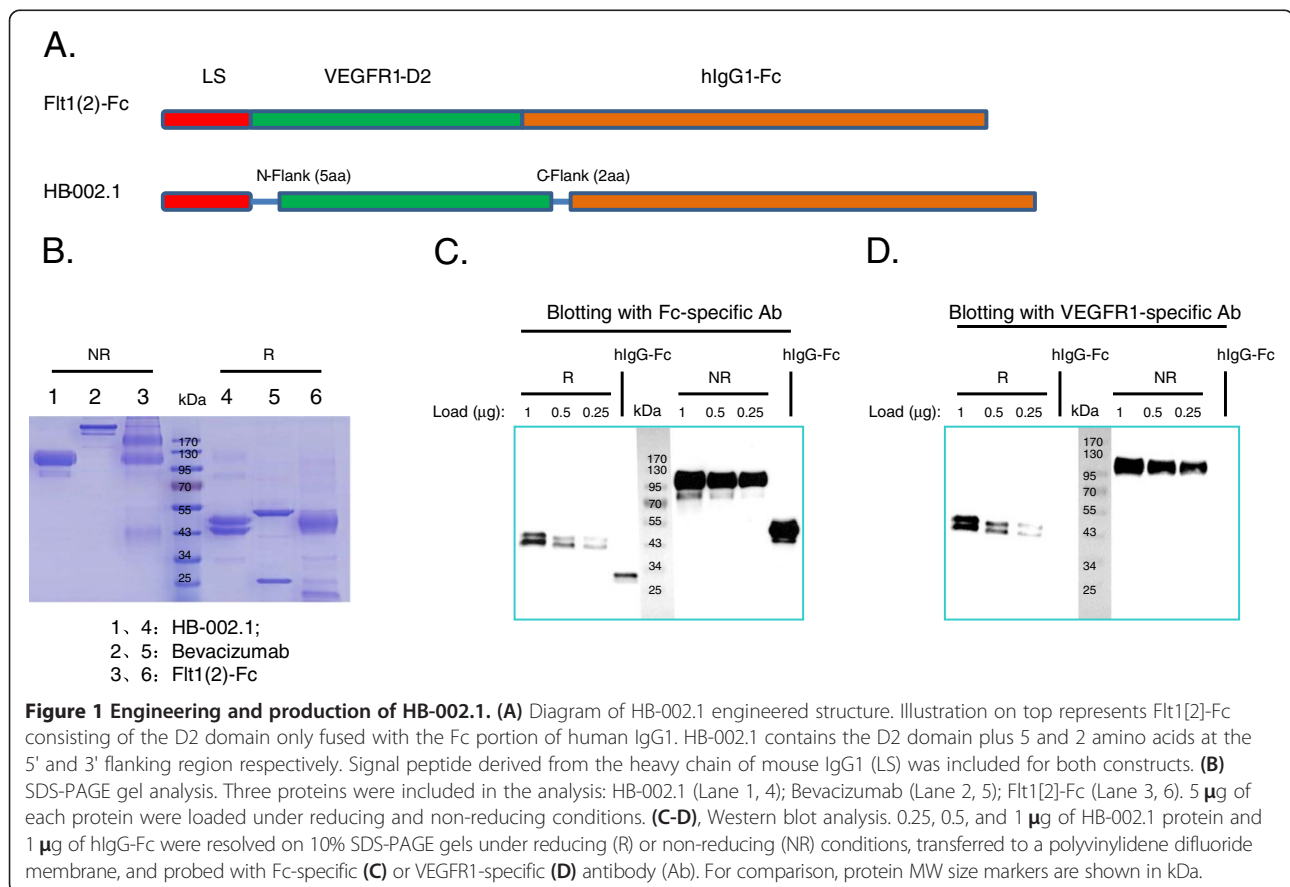 A.
LS VEGFR1-D2 hIgG1-Fc
Flt1(2)-Fc
N-Flank (5aa) C-Flank (2aa)
HB-002.1
B.
NR R
1 2 3 kDa 4 5 6
170
130
95
70
55
43
34
25
1、4: HB-002.1;
2、5: Bevacizumab
3、6: Flt1(2)-Fc
C.
Blotting with Fc-specific Ab
hIgG-Fc hIgG-Fc
R NR
Load (µg): 1 0.5 0.25 kDa 1 0.5 0.25
170
130
95
70
55
43
34
25
D.
Blotting with VEGFR1-specific Ab
hIgG-Fc hIgG-Fc
R NR
1 0.5 0.25 kDa 1 0.5 0.25
170
130
95
70
55
43
34
25
Figure 1 Engineering and production of HB-002.1. (A) Diagram of HB-002.1 engineered structure. Illustration on top represents Flt1[2]-Fc
consisting of the D2 domain only fused with the Fc portion of human IgG1. HB-002.1 contains the D2 domain plus 5 and 2 amino acids at the
5' and 3' flanking region respectively. Signal peptide derived from the heavy chain of mouse IgG1 (LS) was included for both constructs. (B)
SDS-PAGE gel analysis. Three proteins were included in the analysis: HB-002.1 (Lane 1, 4); Bevacizumab (Lane 2, 5); Flt1[2]-Fc (Lane 3, 6). 5 µg of
each protein were loaded under reducing and non-reducing conditions. (C-D), Western blot analysis. 0.25, 0.5, and 1 µg of HB-002.1 protein and
1 µg of hIgG-Fc were resolved on 10% SDS-PAGE gels under reducing (R) or non-reducing (NR) conditions, transferred to a polyvinylidene difluoride
membrane, and probed with Fc-specific (C) or VEGFR1-specific (D) antibody (Ab). For comparison, protein MW size markers are shown in kDa.